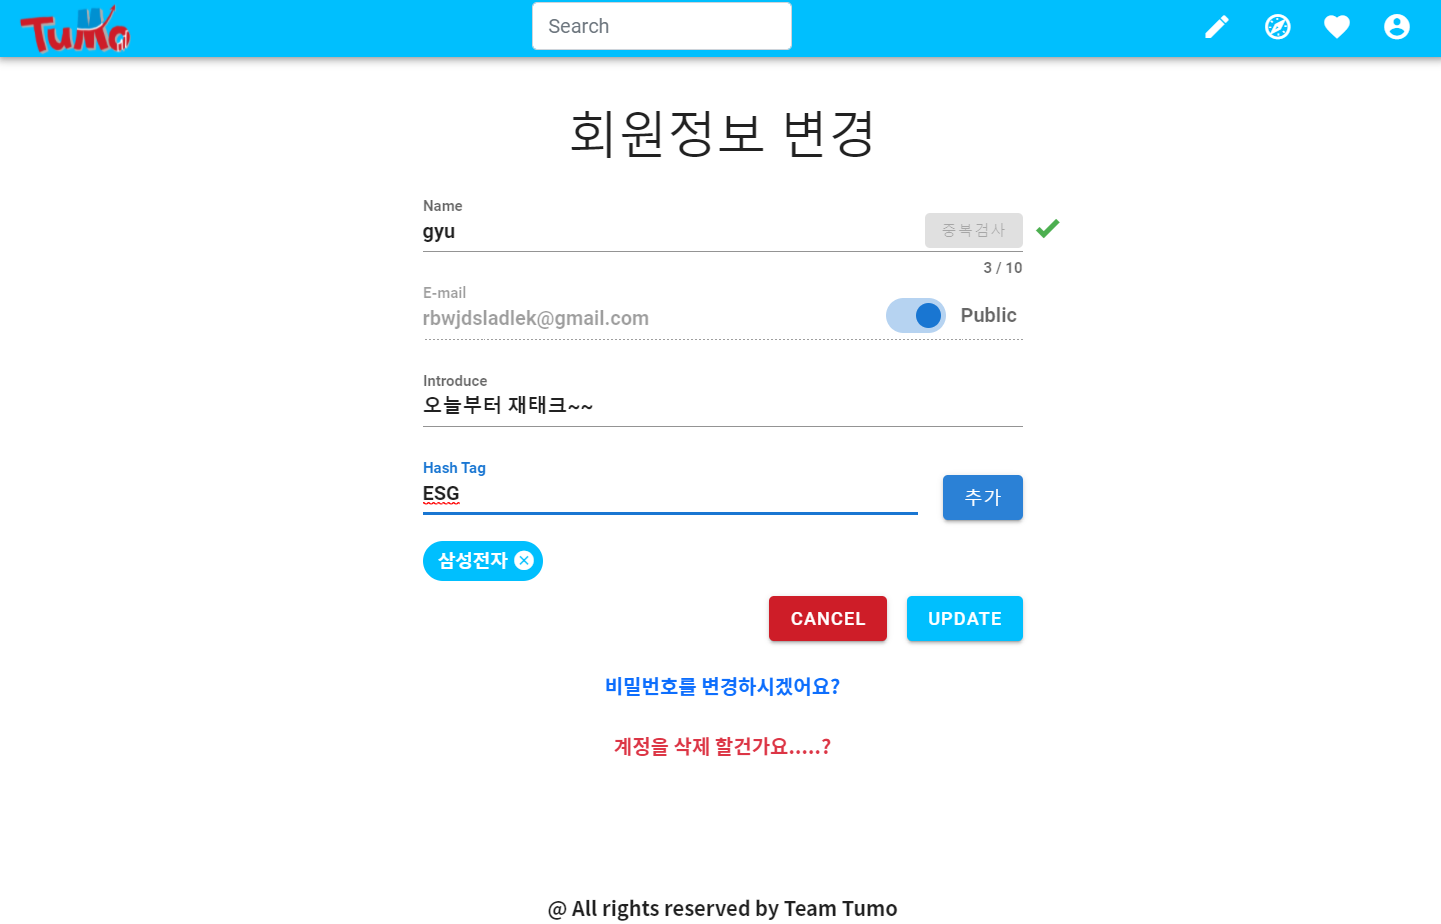 Tumo
Search
회원정보 변경
Name
gyu
중복검사
3 / 10
E-mail
rbwjdsladlek@gmail.com
Public
Introduce
오늘부터 재태크~~
Hash Tag
ESG
추가
삼성전자
CANCEL
UPDATE
비밀번호를 변경하시겠어요?
계정을 삭제 할건가요.....?
@ All rights reserved by Team Tumo